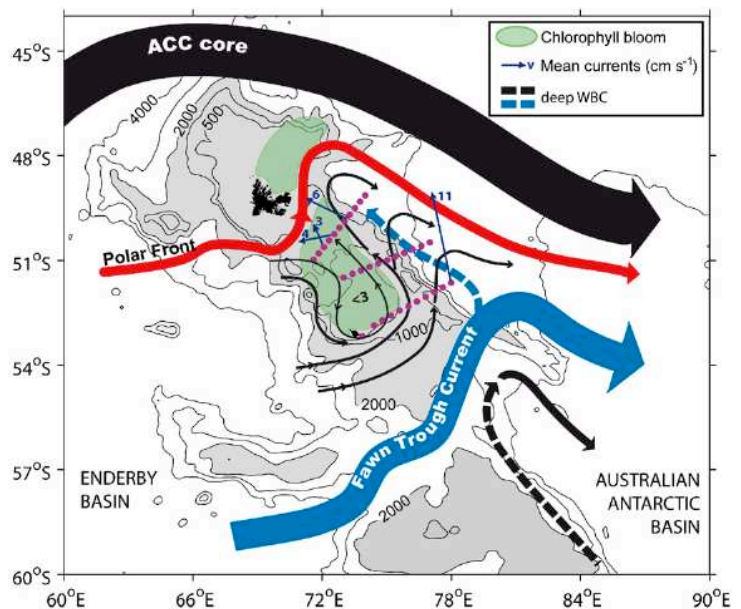 45°S
48°S
51°S
54°S
57°S
60°S
60°E
66°E
72°E
78°E
84°E
90°E
ACC core
Chlorophyll bloom
v Mean currents (cm s⁻¹)
deep WBC
4000
2000
500
6
3
4
11
Polar Front
<3
1000
2000
Fawn Trough Current
ENDERBY
BASIN
2000
AUSTRALIAN
ANTARCTIC
BASIN